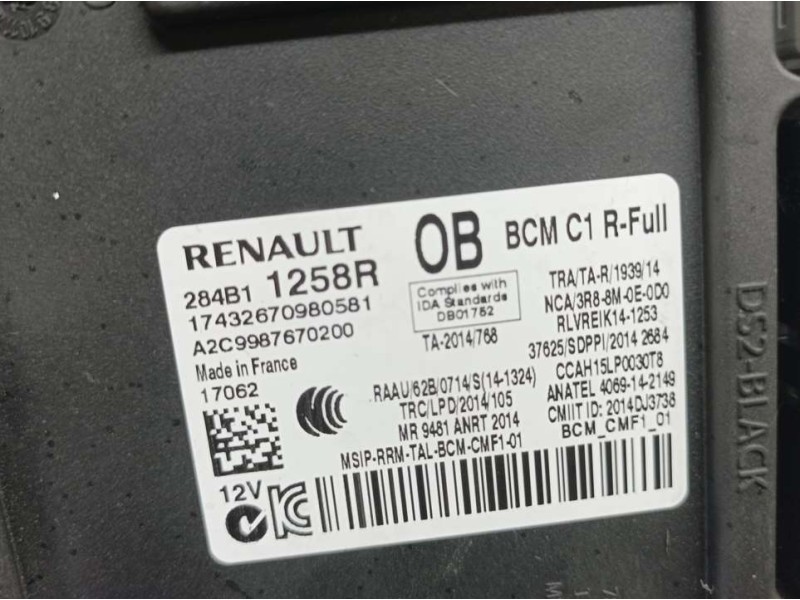 RENAULT
OB
BCM C1 R-Full
284B1 1258R
17432670980581
A2C9987670200
Made in France
17062
Complies with
IDA Standards
DB01752
TA-2014/768
TRA/TA-R/1939/14
NCA/3R8-8M-0E-0D0
RLVREIK14-1253
37625/SDPPI/2014 2684
CCAH15LP0030T8
ANATEL 4069-14-2149
CMIIT ID: 2014DJ3738
BCM_CMF1_01
RAAU/62B/0714/S(14-1324)
TRC/LPD/2014/105
MR 9481 ANRT 2014
MSIP-RRM-TAL-BCM-CMF1-01
12V
DS2-BLACK